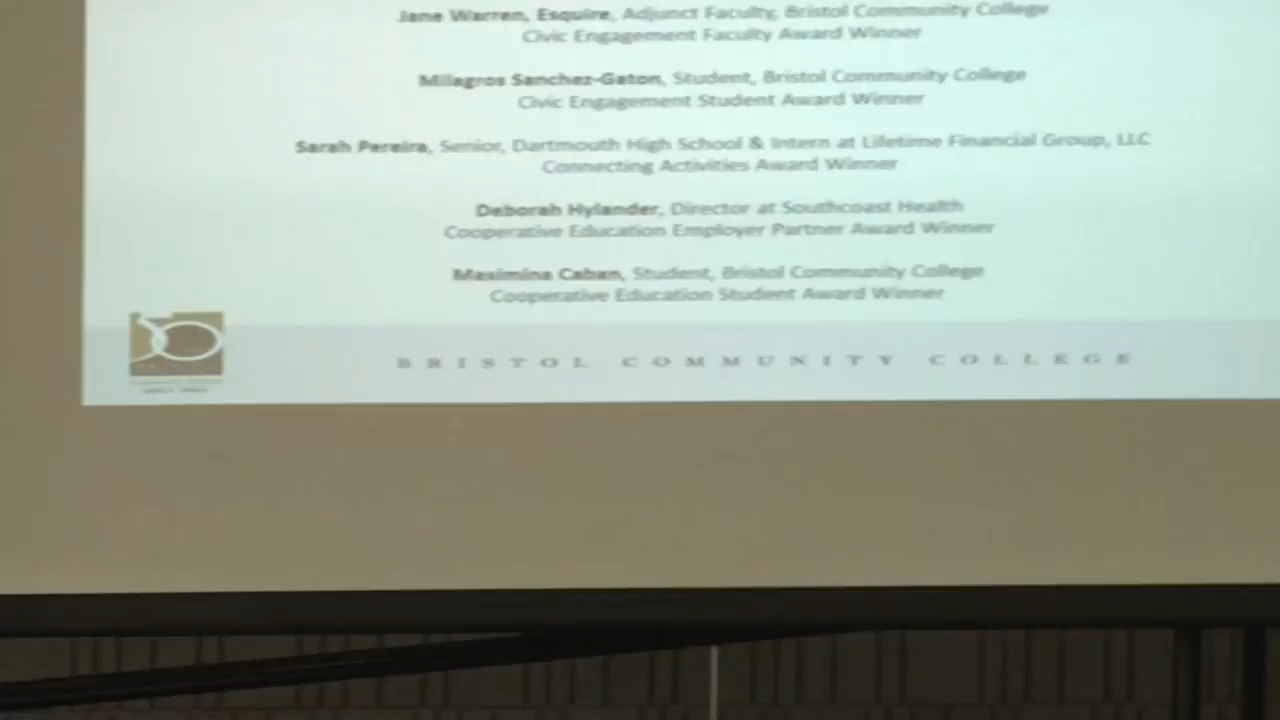 Jane Warren, Esquire, Adjunct Faculty, Bristol Community College
Civic Engagement Faculty Award Winner
Milagros Sanchez-Gaton, Student, Bristol Community College
Civic Engagement Student Award Winner
Sarah Pereira, Senior, Dartmouth High School & Intern at Lifetime Financial Group, LLC
Connecting Activities Award Winner
Deborah Hylander, Director at Southcoast Health
Cooperative Education Employer Partner Award Winner
Maximina Caban, Student, Bristol Community College
Cooperative Education Student Award Winner
BRISTOL COMMUNITY COLLEGE